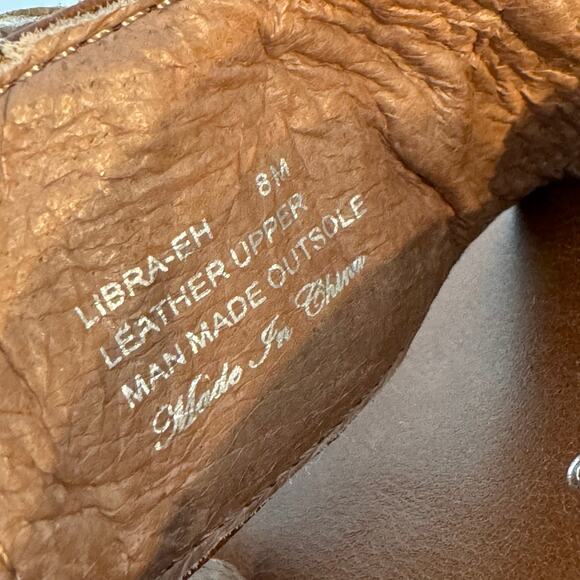 LIBRA-EH 8M
LEATHER UPPER
MAN MADE OUTSOLE
Made In China